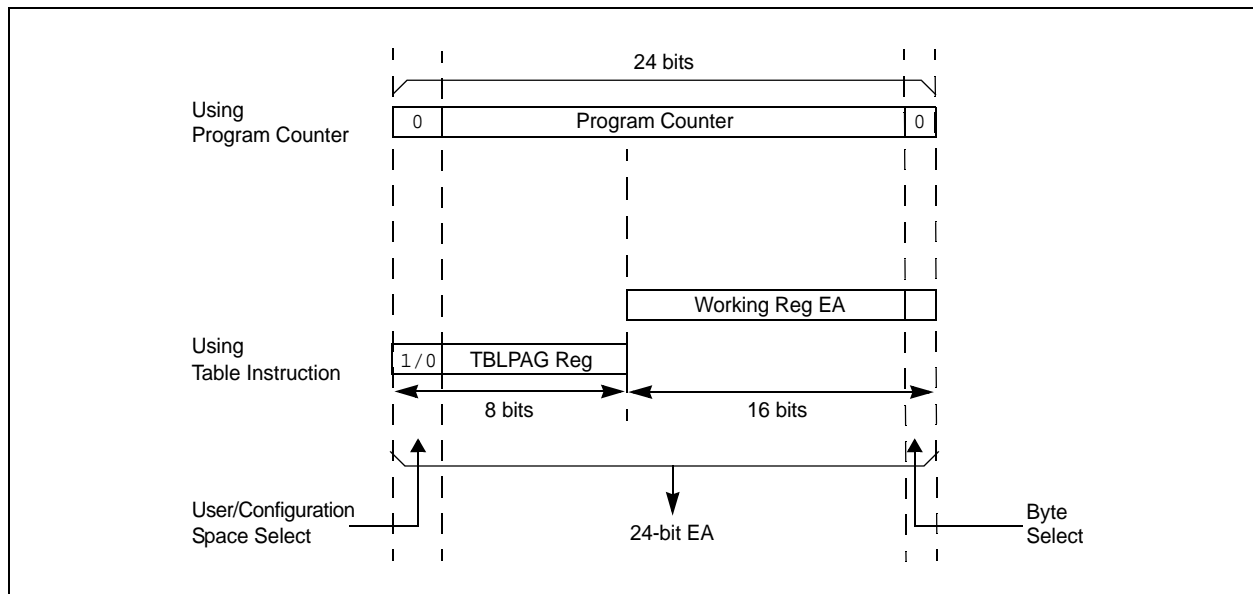 24 bits
Using
Program Counter
0
Program Counter
0
Working Reg EA
Using
Table Instruction
1/0
TBLPAG Reg
8 bits
16 bits
User/Configuration
Space Select
24-bit EA
Byte
Select